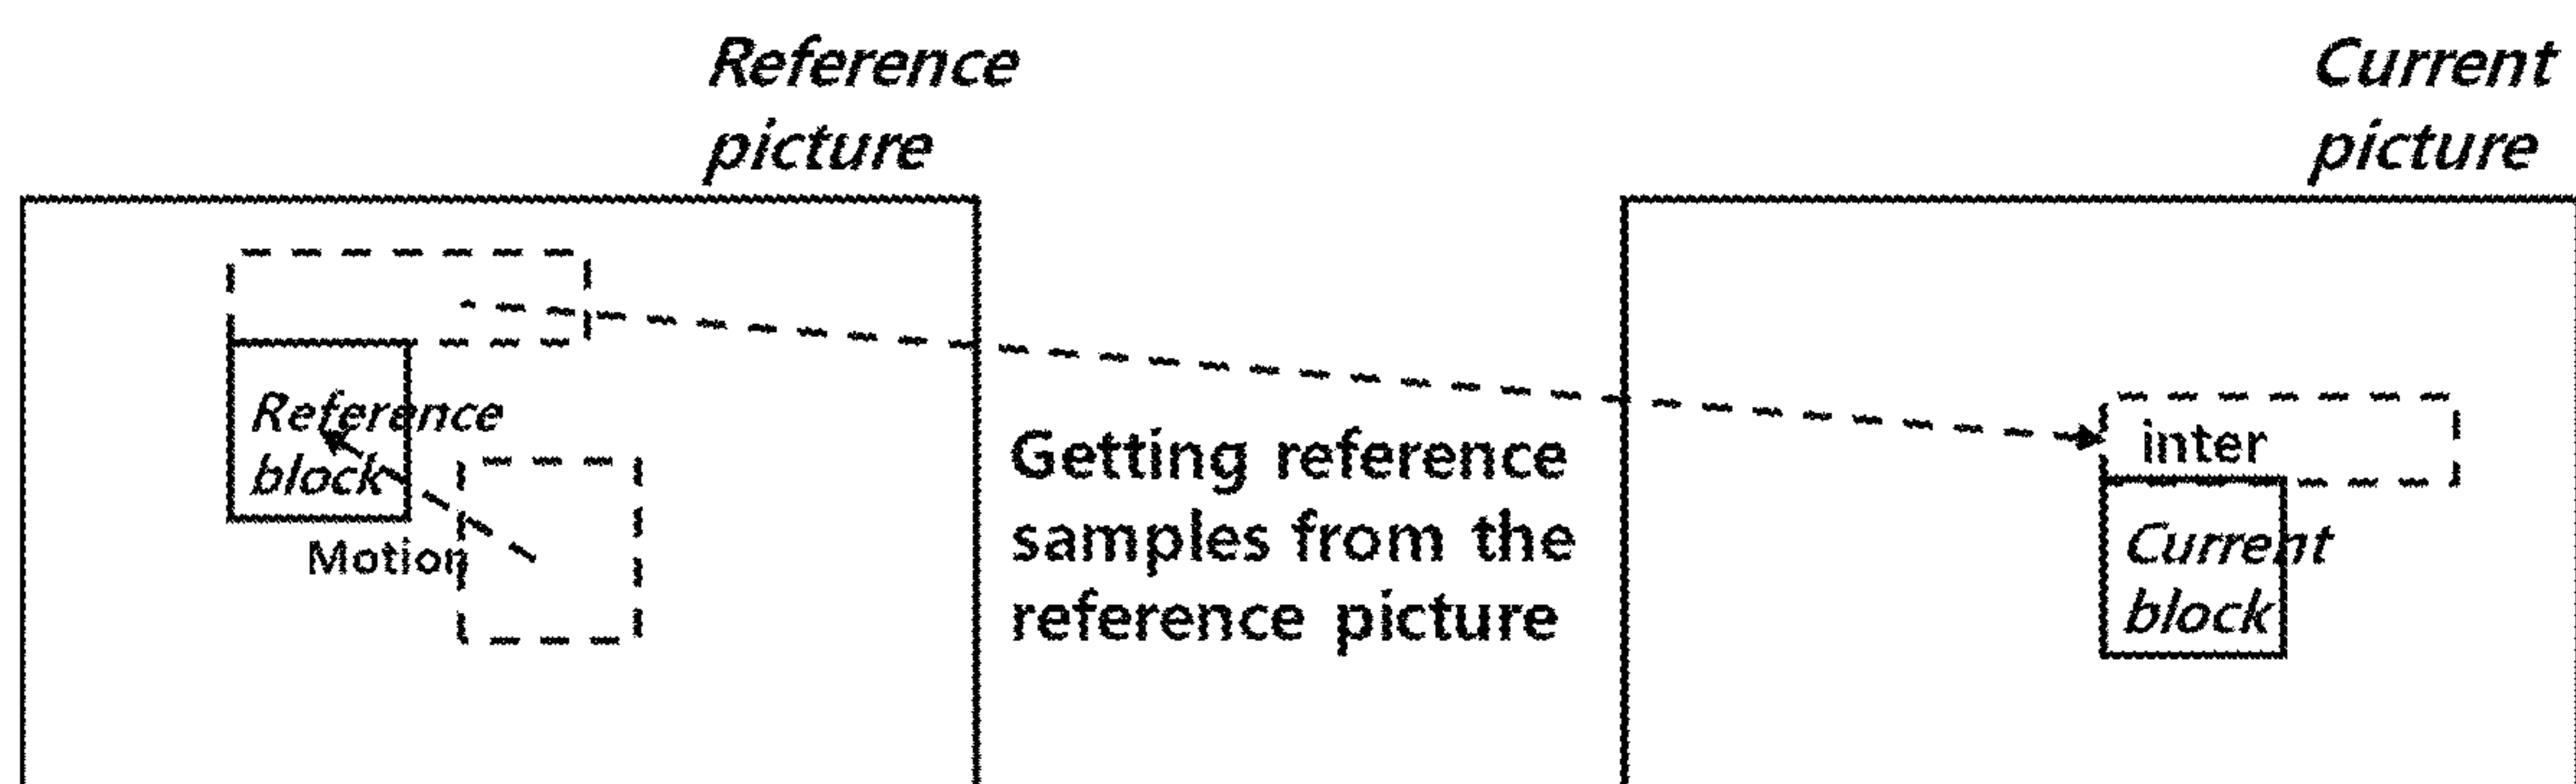 Reference
picture
Current
picture
Reference
block
Motion
Getting reference
samples from the
reference picture
inter
Current
block